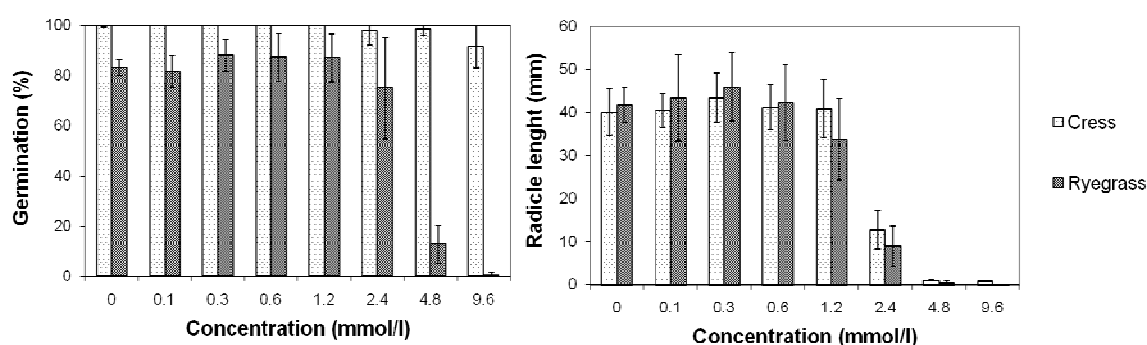 100
80
60
40
20
0
Germination (%)
0 0.1 0.3 0.6 1.2 2.4 4.8 9.6
Concentration (mmol/l)
60
50
40
30
20
10
0
Radicle lenght (mm)
0 0.1 0.3 0.6 1.2 2.4 4.8 9.6
Concentration (mmol/l)
Cress
Ryegrass